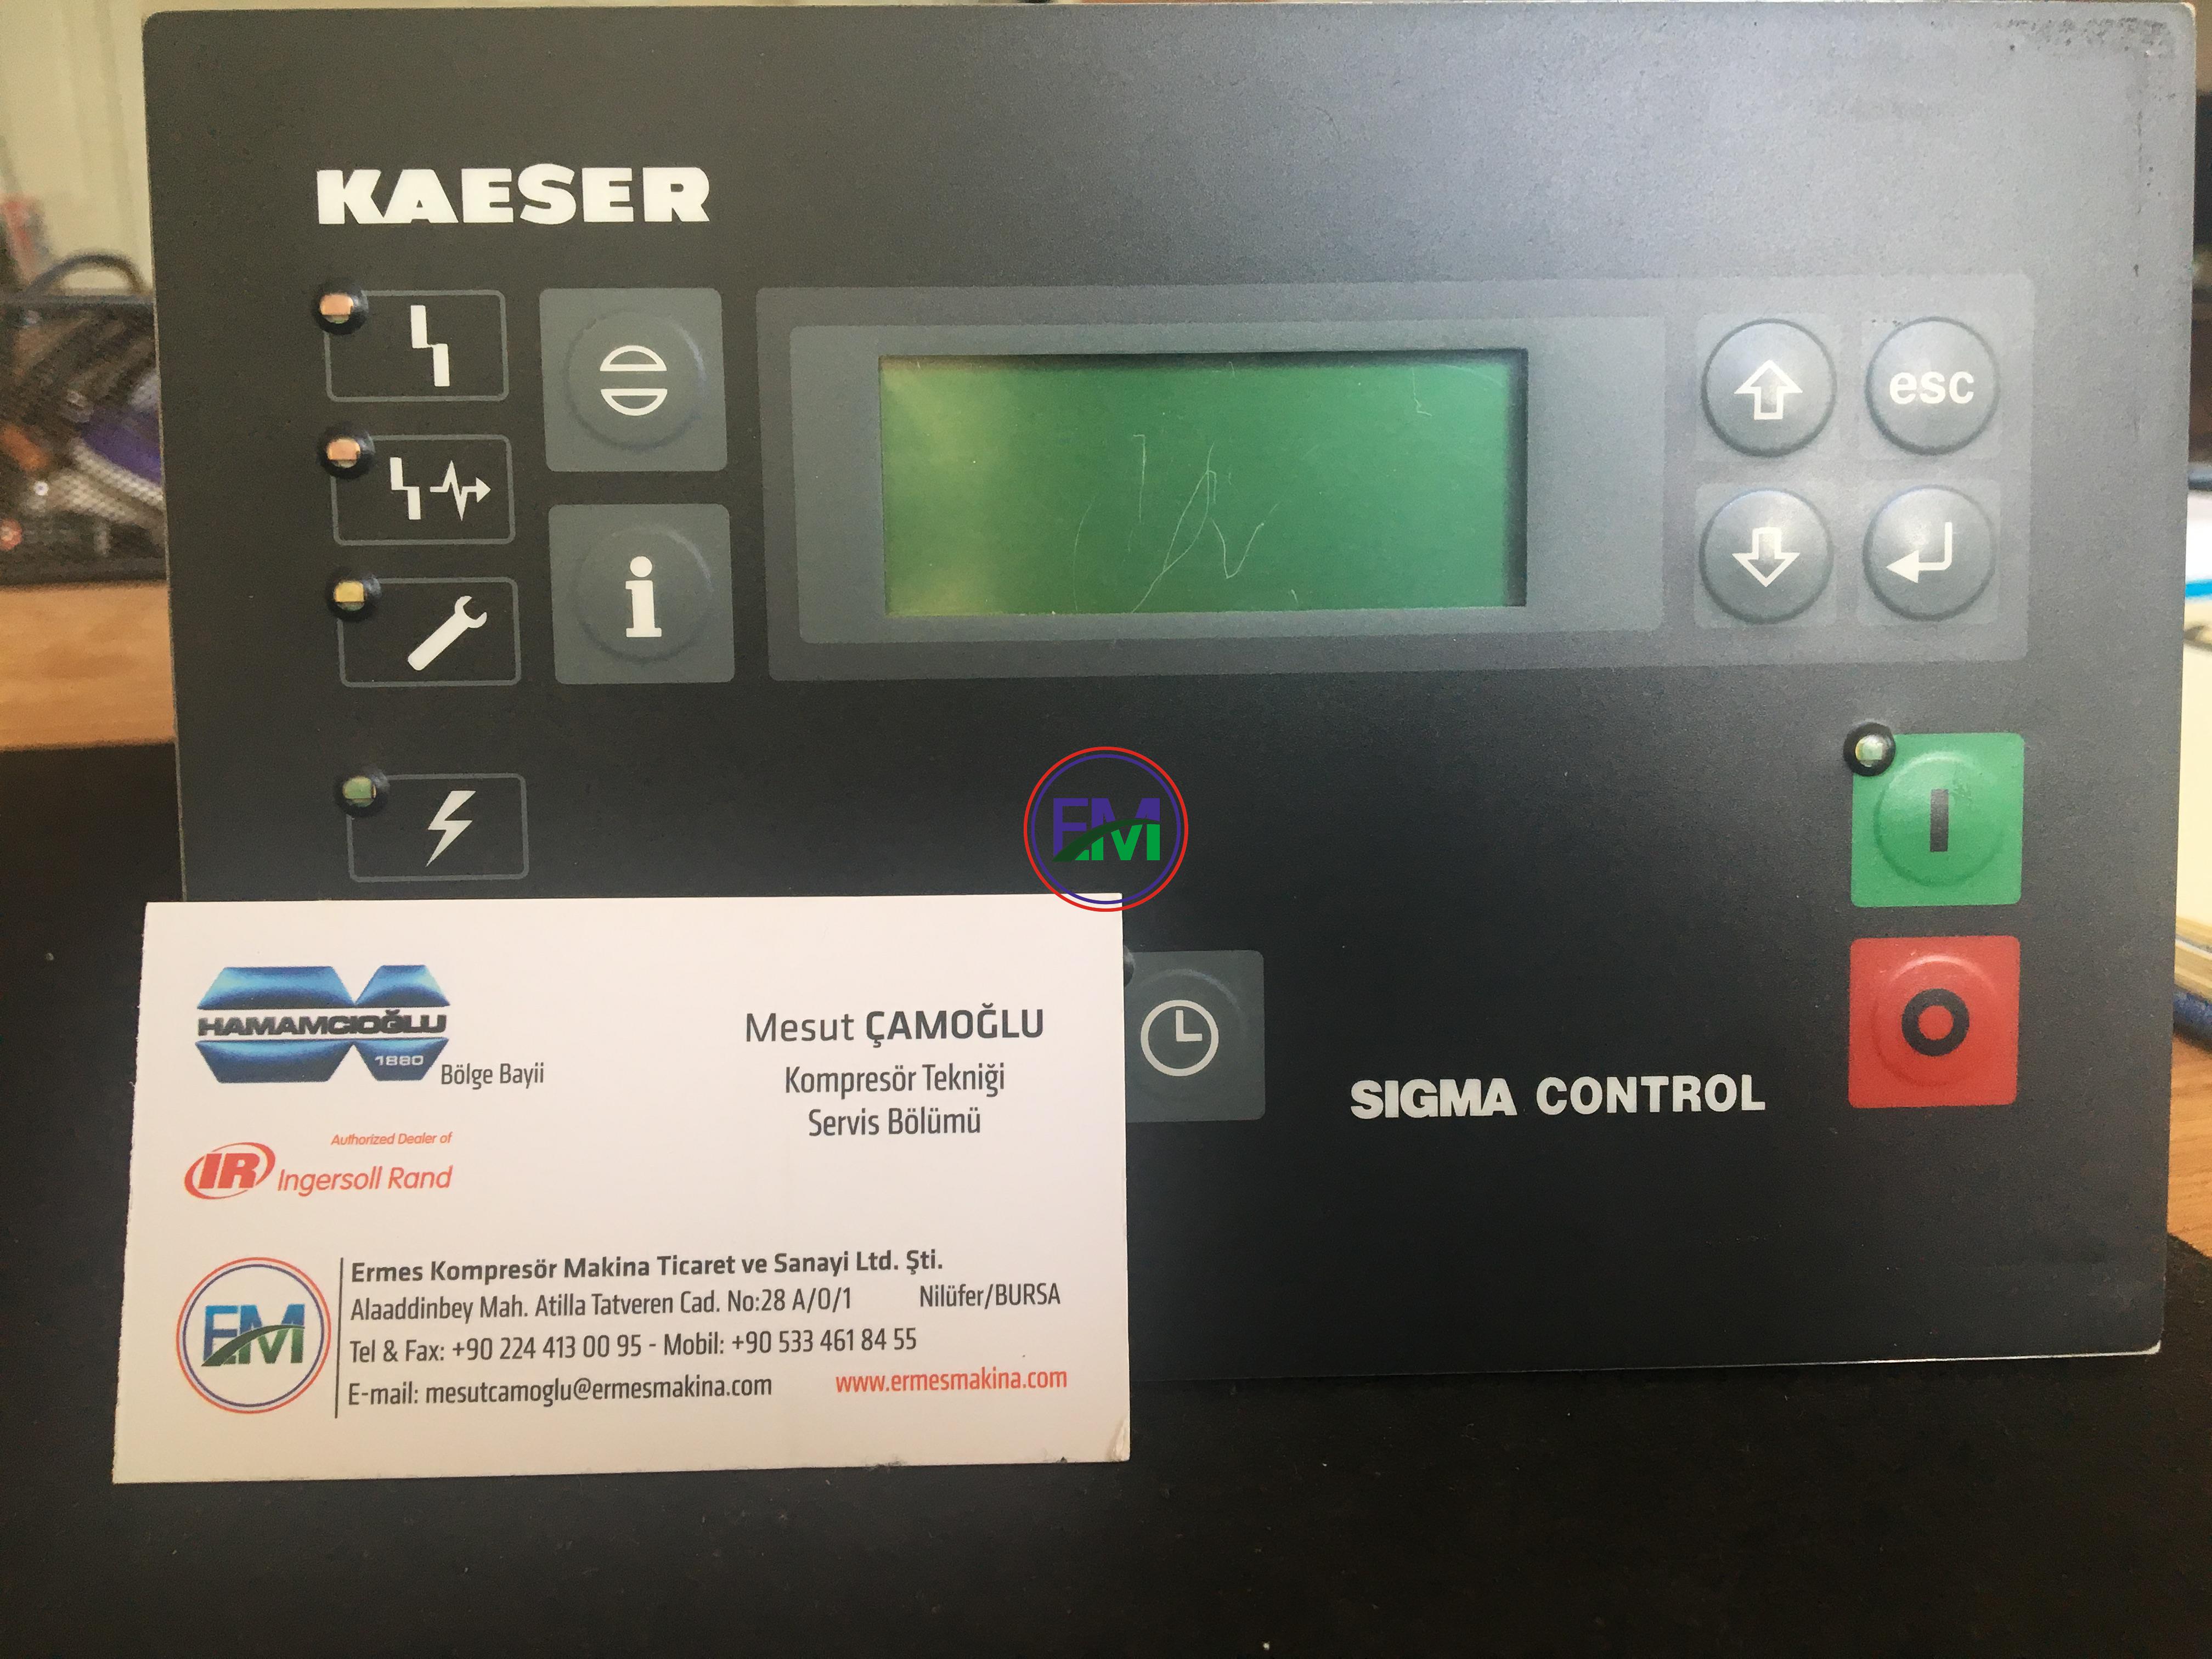 KAESER
esc
i
EM
SIGMA CONTROL
HAMAMCIOĞLU
1880
Bölge Bayii
Mesut ÇAMOĞLU
Kompresör Tekniği
Servis Bölümü
Authorized Dealer of
IR Ingersoll Rand
EM
Ermes Kompresör Makina Ticaret ve Sanayi Ltd. Şti.
Alaaddinbey Mah. Atilla Tatveren Cad. No:28 A/0/1 Nilüfer/BURSA
Tel & Fax: +90 224 413 00 95 - Mobil: +90 533 461 84 55
E-mail: mesutcamoglu@ermesmakina.com www.ermesmakina.com